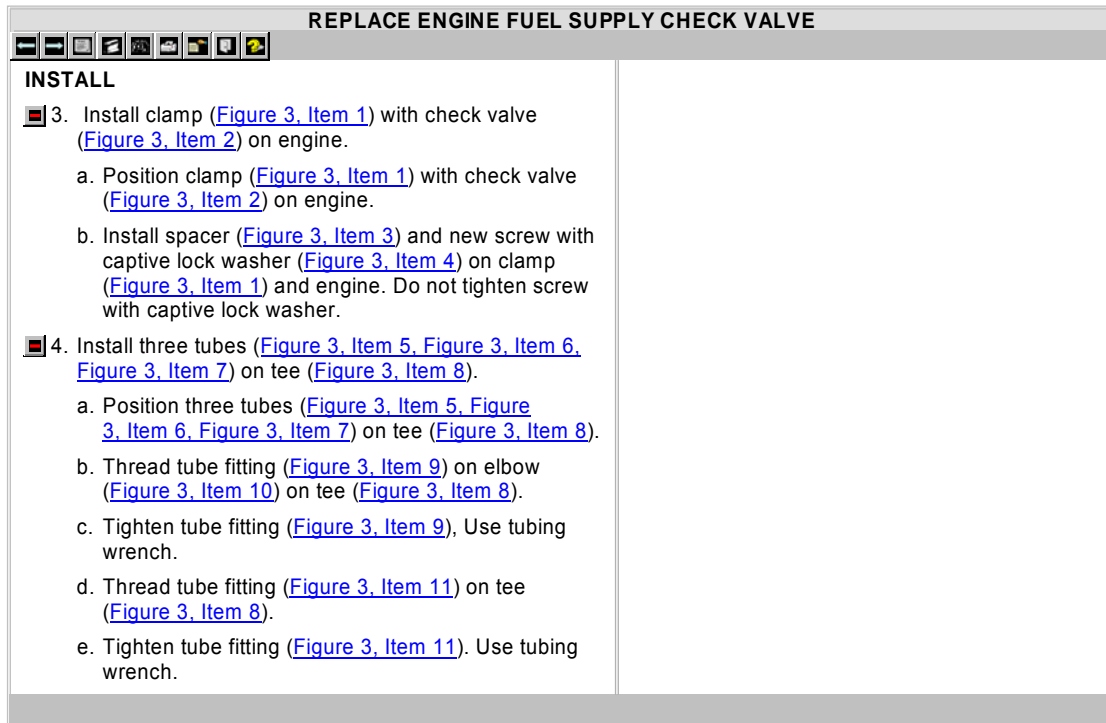 REPLACE ENGINE FUEL SUPPLY CHECK VALVE
INSTALL
3. Install clamp (Figure 3, Item 1) with check valve
(Figure 3, Item 2) on engine.
a. Position clamp (Figure 3, Item 1) with check valve
(Figure 3, Item 2) on engine.
b. Install spacer (Figure 3, Item 3) and new screw with
captive lock washer (Figure 3, Item 4) on clamp
(Figure 3, Item 1) and engine. Do not tighten screw
with captive lock washer.
4. Install three tubes (Figure 3, Item 5, Figure 3, Item 6,
Figure 3, Item 7) on tee (Figure 3, Item 8).
a. Position three tubes (Figure 3, Item 5, Figure
3, Item 6, Figure 3, Item 7) on tee (Figure 3, Item 8).
b. Thread tube fitting (Figure 3, Item 9) on elbow
(Figure 3, Item 10) on tee (Figure 3, Item 8).
c. Tighten tube fitting (Figure 3, Item 9), Use tubing
wrench.
d. Thread tube fitting (Figure 3, Item 11) on tee
(Figure 3, Item 8).
e. Tighten tube fitting (Figure 3, Item 11). Use tubing
wrench.